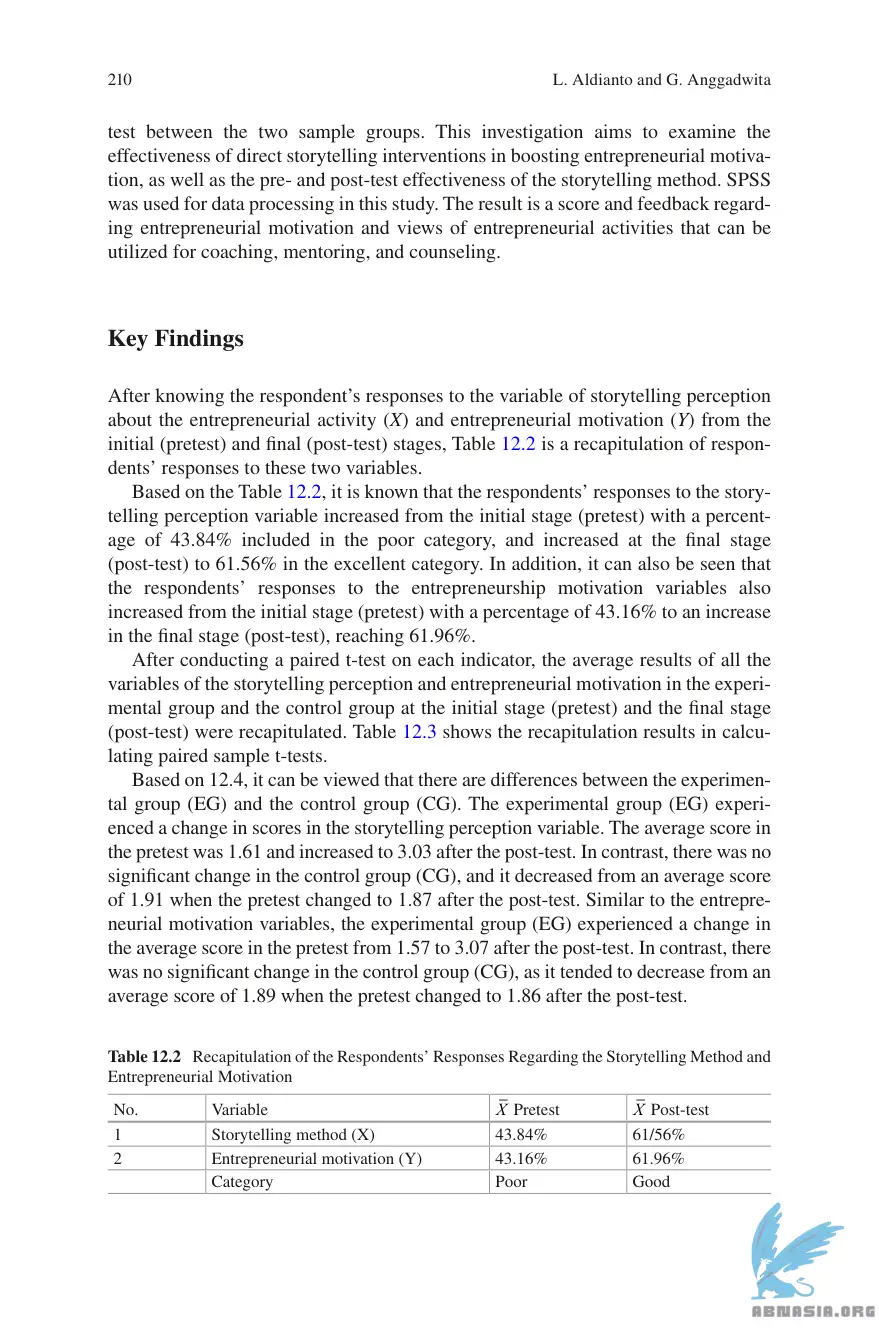 210 L. Aldianto and G. Anggadwita
test between the two sample groups. This investigation aims to examine the
effectiveness of direct storytelling interventions in boosting entrepreneurial motiva-
tion, as well as the pre- and post-test effectiveness of the storytelling method. SPSS
was used for data processing in this study. The result is a score and feedback regard-
ing entrepreneurial motivation and views of entrepreneurial activities that can be
utilized for coaching, mentoring, and counseling.
Key Findings
After knowing the respondent's responses to the variable of storytelling perception
about the entrepreneurial activity (X) and entrepreneurial motivation (Y) from the
initial (pretest) and final (post-test) stages, Table 12.2 is a recapitulation of respon-
dents' responses to these two variables.
Based on the Table 12.2, it is known that the respondents' responses to the story-
telling perception variable increased from the initial stage (pretest) with a percent-
age of 43.84% included in the poor category, and increased at the final stage
(post-test) to 61.56% in the excellent category. In addition, it can also be seen that
the respondents' responses to the entrepreneurship motivation variables also
increased from the initial stage (pretest) with a percentage of 43.16% to an increase
in the final stage (post-test), reaching 61.96%.
After conducting a paired t-test on each indicator, the average results of all the
variables of the storytelling perception and entrepreneurial motivation in the experi-
mental group and the control group at the initial stage (pretest) and the final stage
(post-test) were recapitulated. Table 12.3 shows the recapitulation results in calcu-
lating paired sample t-tests.
Based on 12.4, it can be viewed that there are differences between the experimen-
tal group (EG) and the control group (CG). The experimental group (EG) experi-
enced a change in scores in the storytelling perception variable. The average score in
the pretest was 1.61 and increased to 3.03 after the post-test. In contrast, there was no
significant change in the control group (CG), and it decreased from an average score
of 1.91 when the pretest changed to 1.87 after the post-test. Similar to the entrepre-
neurial motivation variables, the experimental group (EG) experienced a change in
the average score in the pretest from 1.57 to 3.07 after the post-test. In contrast, there
was no significant change in the control group (CG), as it tended to decrease from an
average score of 1.89 when the pretest changed to 1.86 after the post-test.
Table 12.2 Recapitulation of the Respondents' Responses Regarding the Storytelling Method and
Entrepreneurial Motivation
No. Variable X̄ Pretest X̄ Post-test
1 Storytelling method (X) 43.84% 61/56%
2 Entrepreneurial motivation (Y) 43.16% 61.96%
Category Poor Good
ABNASIA.ORG